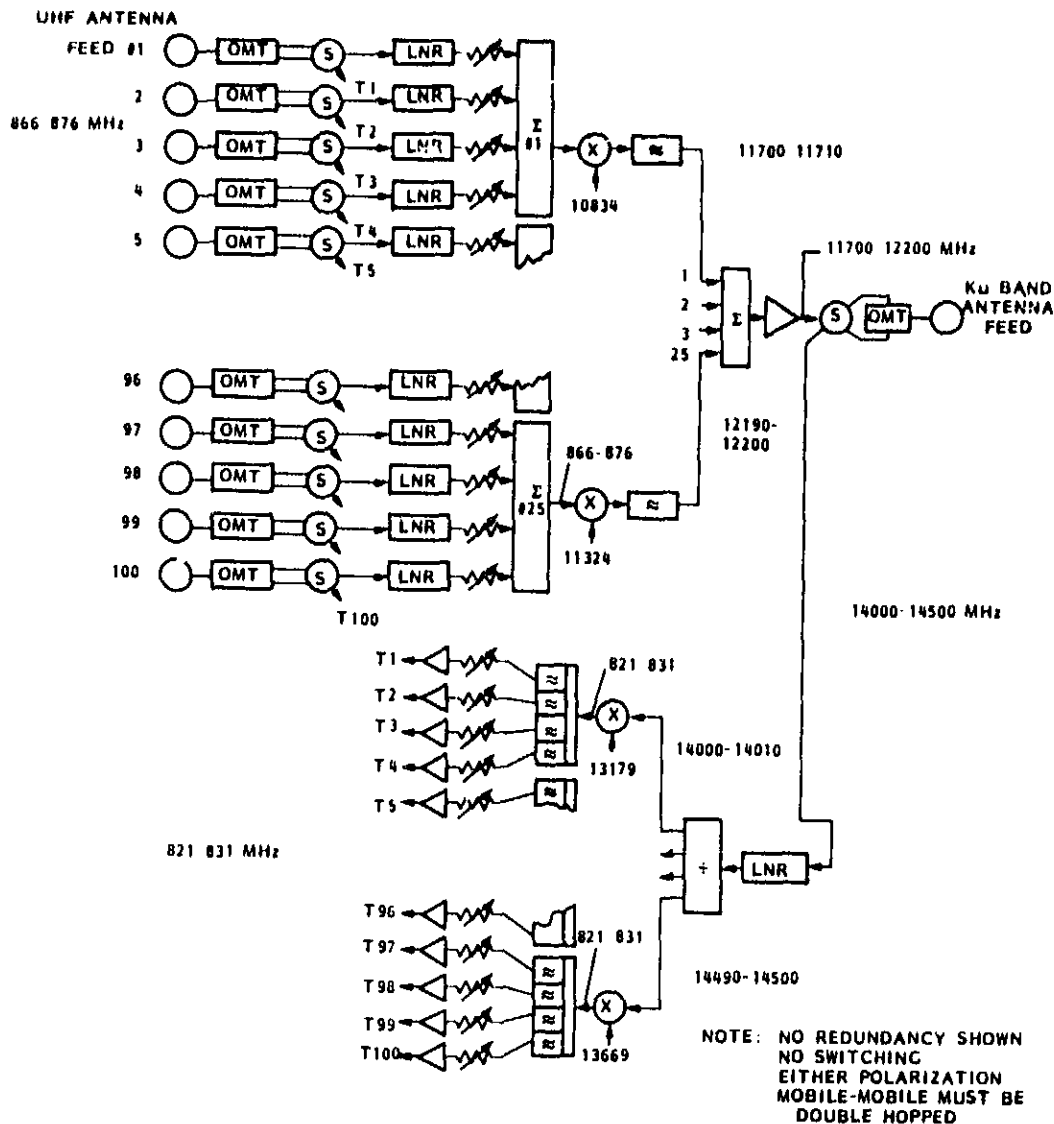 UHF ANTENNA
FEED #1
OMT
S
LNR
T1
2
OMT
S
LNR
866 876 MHz
T2
3
OMT
S
LNR
Σ
#1
X
≈
11700 11710
T3
4
OMT
S
LNR
10834
T4
5
OMT
S
LNR
T5
11700 12200 MHz
1
2
3
25
Σ
S
OMT
Ku BAND
ANTENNA
FEED
96
OMT
S
LNR
97
OMT
S
LNR
12190-
12200
98
OMT
S
LNR
Σ
#25
866-876
X
≈
99
OMT
S
LNR
11324
100
OMT
S
LNR
T100
14000-14500 MHz
T1
≈
821 831
T2
≈
X
T3
≈
14000-14010
T4
≈
13179
T5
≈
821 831 MHz
÷
LNR
T96
821 831
T97
≈
14490-14500
T98
≈
X
T99
≈
T100
≈
13669
NOTE: NO REDUNDANCY SHOWN
NO SWITCHING
EITHER POLARIZATION
MOBILE-MOBILE MUST BE
DOUBLE HOPPED